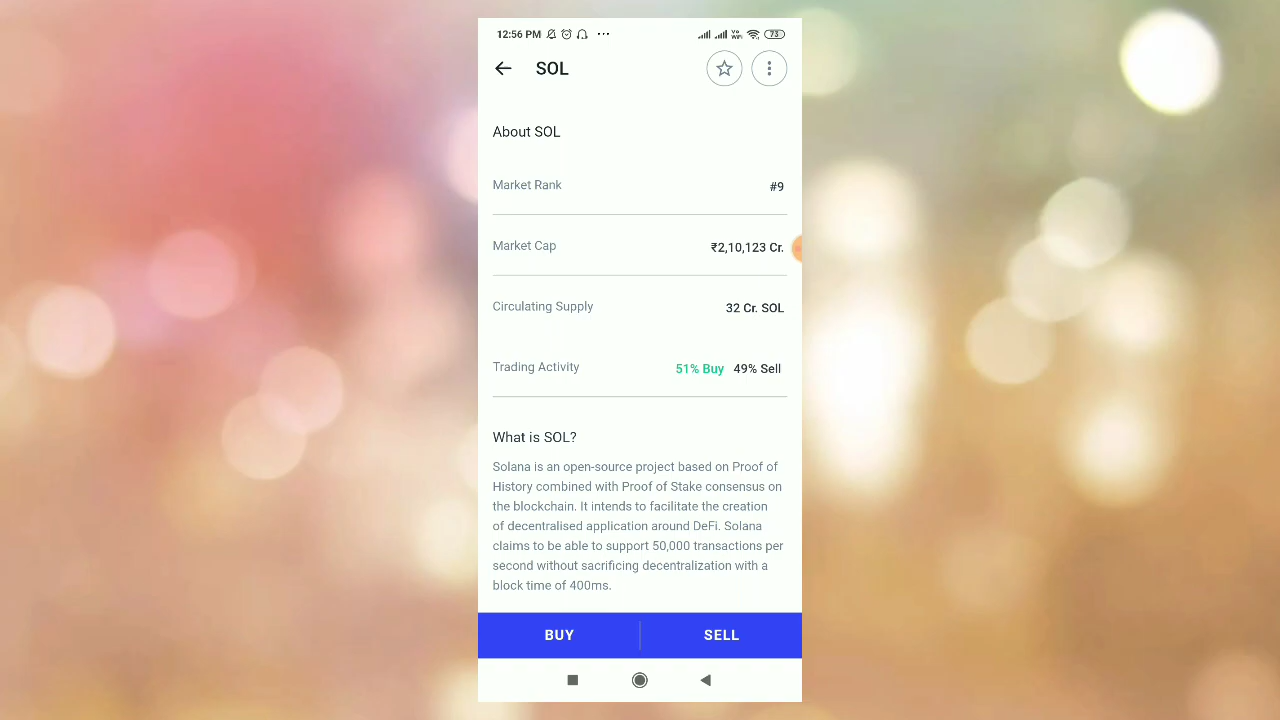 12:56 PM ... Vo WiFi 73
SOL
About SOL
Market Rank #9
Market Cap ₹2,10,123 Cr.
Circulating Supply 32 Cr. SOL
Trading Activity 51% Buy 49% Sell
What is SOL?
Solana is an open-source project based on Proof of
History combined with Proof of Stake consensus on
the blockchain. It intends to facilitate the creation
of decentralised application around DeFi. Solana
claims to be able to support 50,000 transactions per
second without sacrificing decentralization with a
block time of 400ms.
BUY SELL